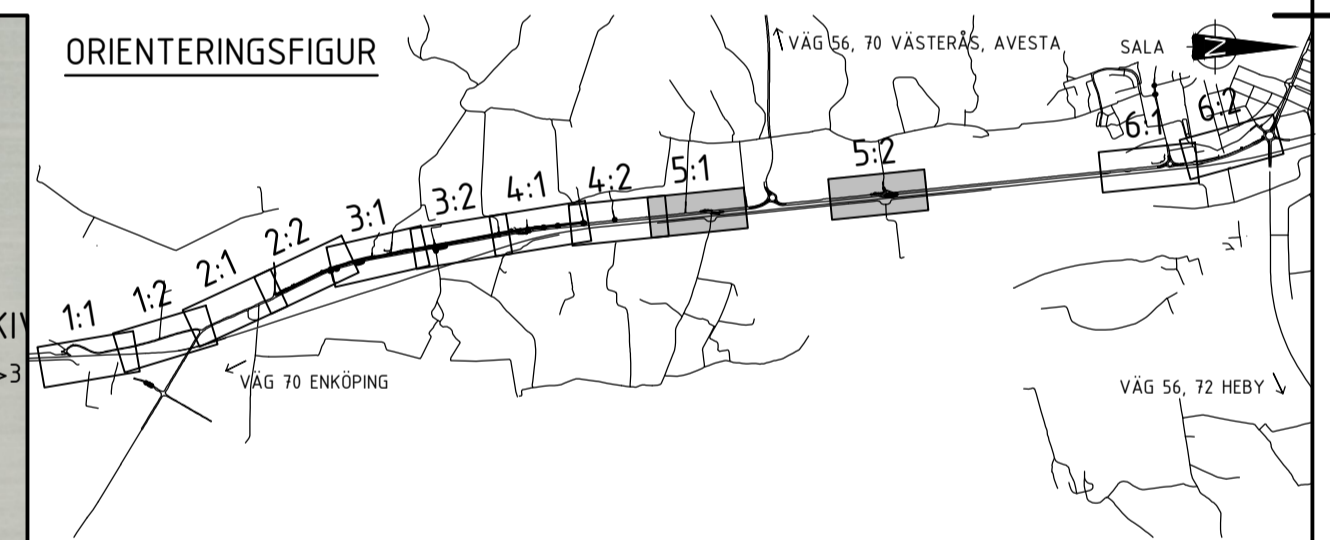 ORIENTERINGSFIGUR
↑ VÄG 56, 70 VÄSTERÅS, AVESTA
SALA
N
6:2
6:1
5:2
5:1
4:2
4:1
3:2
3:1
2:2
2:1
1:2
1:1
← VÄG 70 ENKÖPING
VÄG 56, 72 HEBY ↓
>3